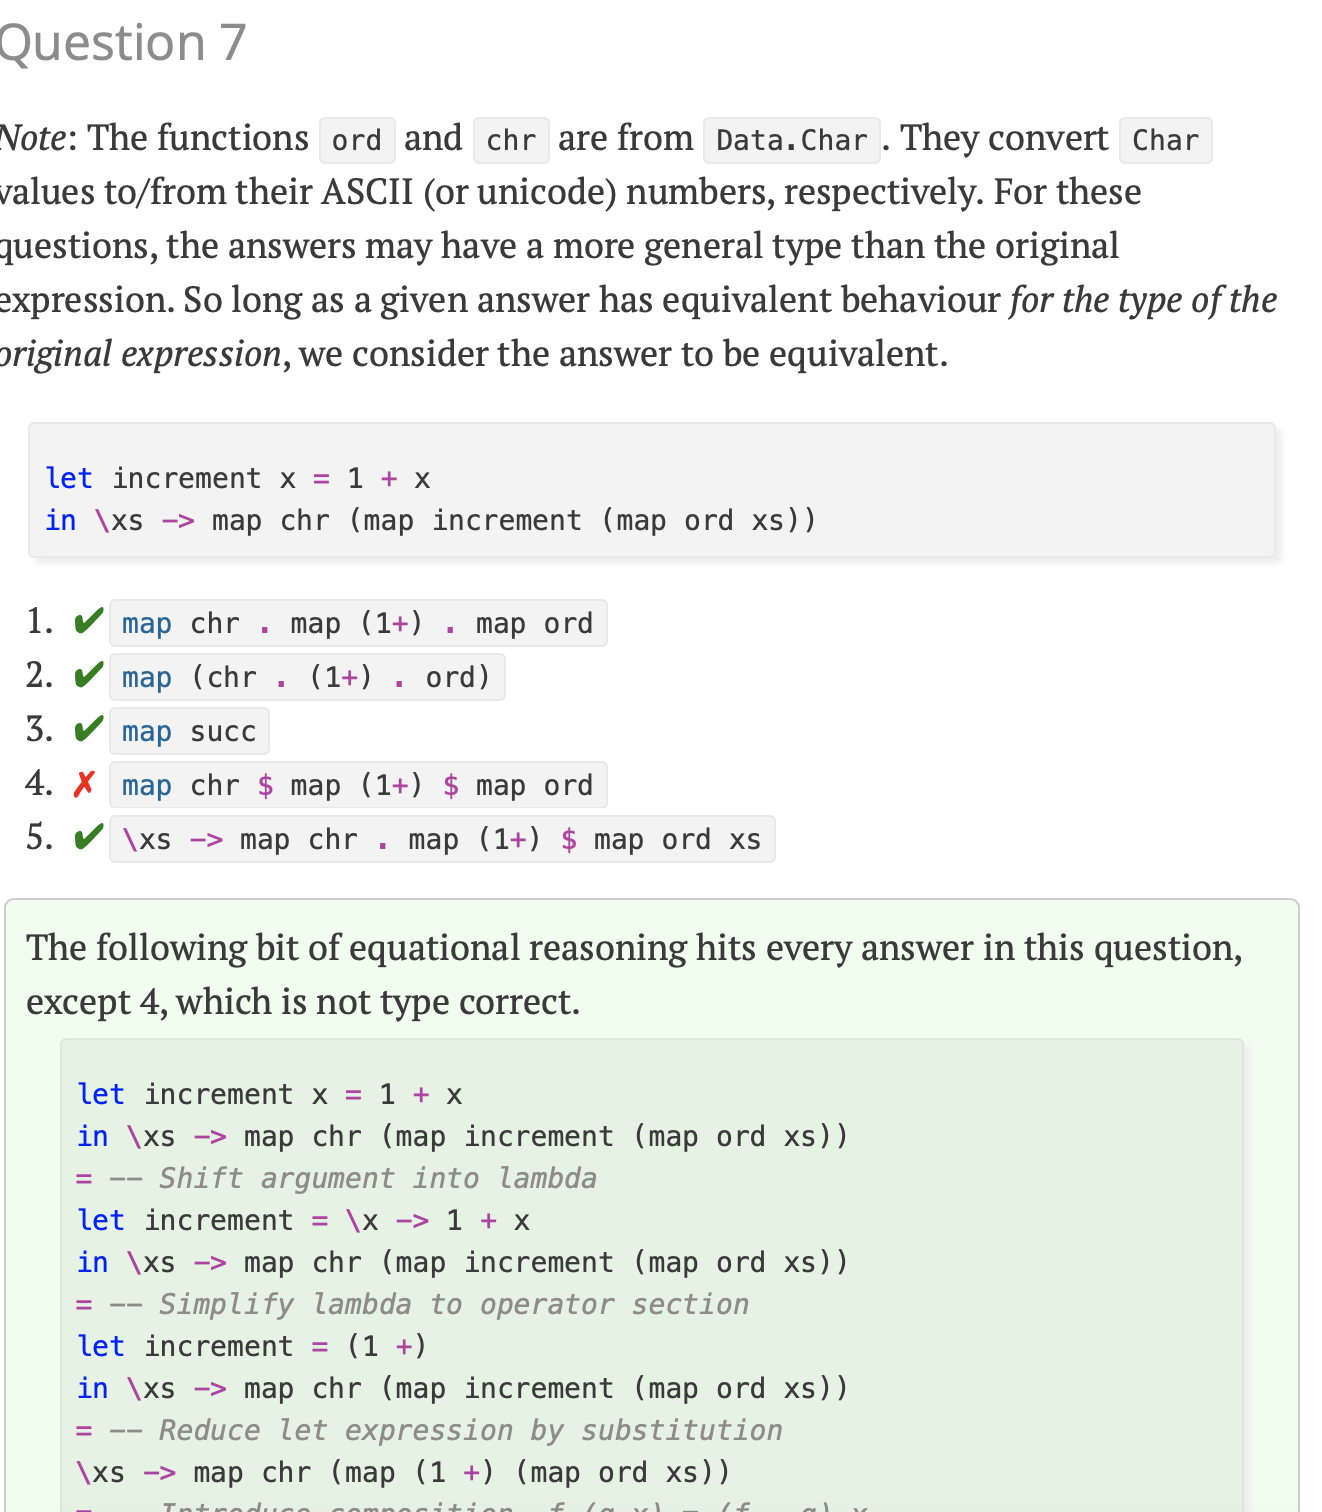 Question 7
Note: The functions ord and chr are from Data.Char. They convert Char
values to/from their ASCII (or unicode) numbers, respectively. For these
questions, the answers may have a more general type than the original
expression. So long as a given answer has equivalent behaviour for the type of the
original expression, we consider the answer to be equivalent.
let increment x = 1 + x
in \xs -> map chr (map increment (map ord xs))
1. ✔ map chr . map (1+) . map ord
2. ✔ map (chr . (1+) . ord)
3. ✔ map succ
4. ✗ map chr $ map (1+) $ map ord
5. ✔ \xs -> map chr . map (1+) $ map ord xs
The following bit of equational reasoning hits every answer in this question,
except 4, which is not type correct.
let increment x = 1 + x
in \xs -> map chr (map increment (map ord xs))
= -- Shift argument into lambda
let increment = \x -> 1 + x
in \xs -> map chr (map increment (map ord xs))
= -- Simplify lambda to operator section
let increment = (1 +)
in \xs -> map chr (map increment (map ord xs))
= -- Reduce let expression by substitution
\xs -> map chr (map (1 +) (map ord xs))
= -- Introduce composition, f (g x) = (f . g) x